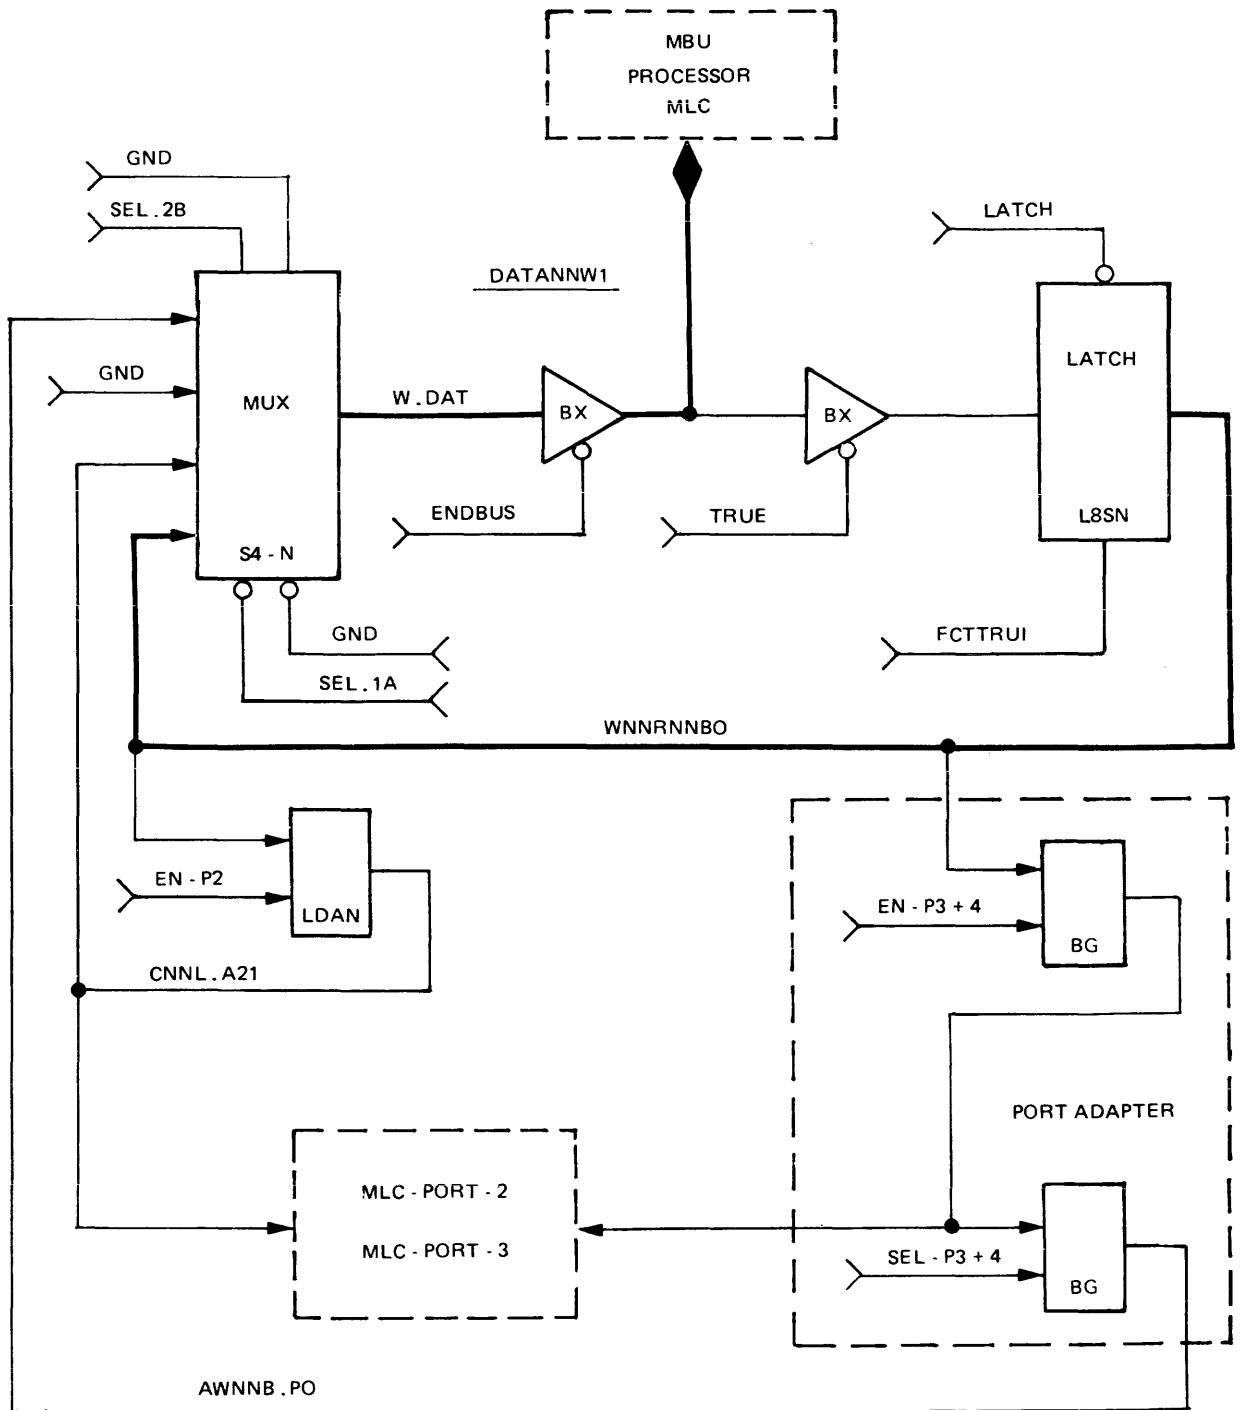 MBU
PROCESSOR
MLC
GND
SEL.2B
LATCH
DATANNW1
GND
MUX
W.DAT
BX
BX
LATCH
ENDBUS
TRUE
L8SN
S4-N
GND
FCTTRUI
SEL.1A
WNNRNNBO
EN-P2
LDAN
EN-P3+4
BG
CNNL.A21
PORT ADAPTER
MLC-PORT-2
MLC-PORT-3
SEL-P3+4
BG
AWNNB.PO